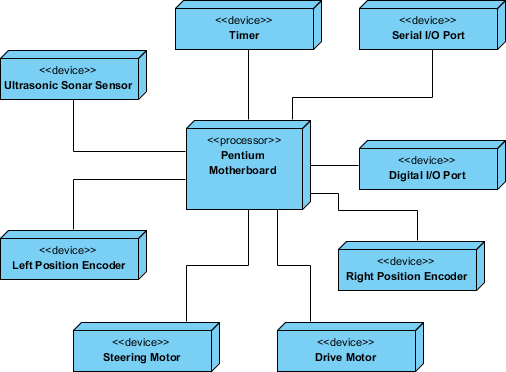 <<device>>
Timer
<<device>>
Serial I/O Port
<<device>>
Ultrasonic Sonar Sensor
<<processor>>
Pentium
Motherboard
<<device>>
Digital I/O Port
<<device>>
Left Position Encoder
<<device>>
Right Position Encoder
<<device>>
Steering Motor
<<device>>
Drive Motor